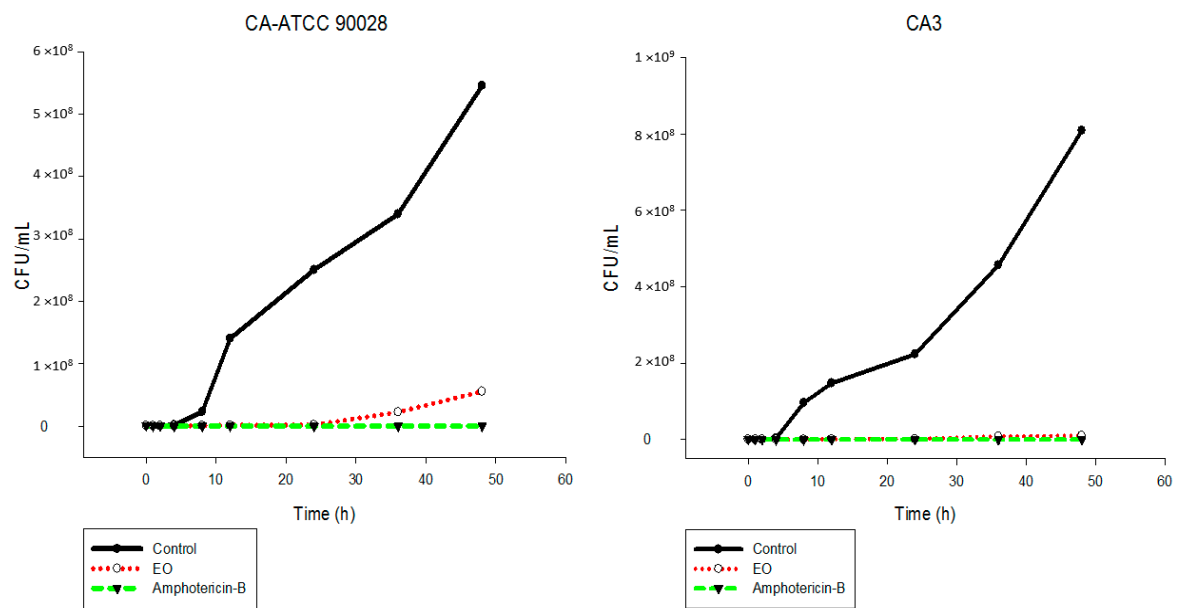 CA-ATCC 90028
6 ×10⁸
5 ×10⁸
4 ×10⁸
3 ×10⁸
2 ×10⁸
1 ×10⁸
0
CFU/mL
0 10 20 30 40 50 60
Time (h)
Control
EO
Amphotericin-B
CA3
1 ×10⁹
8 ×10⁸
6 ×10⁸
4 ×10⁸
2 ×10⁸
0
CFU/mL
0 10 20 30 40 50 60
Time (h)
Control
EO
Amphotericin-B